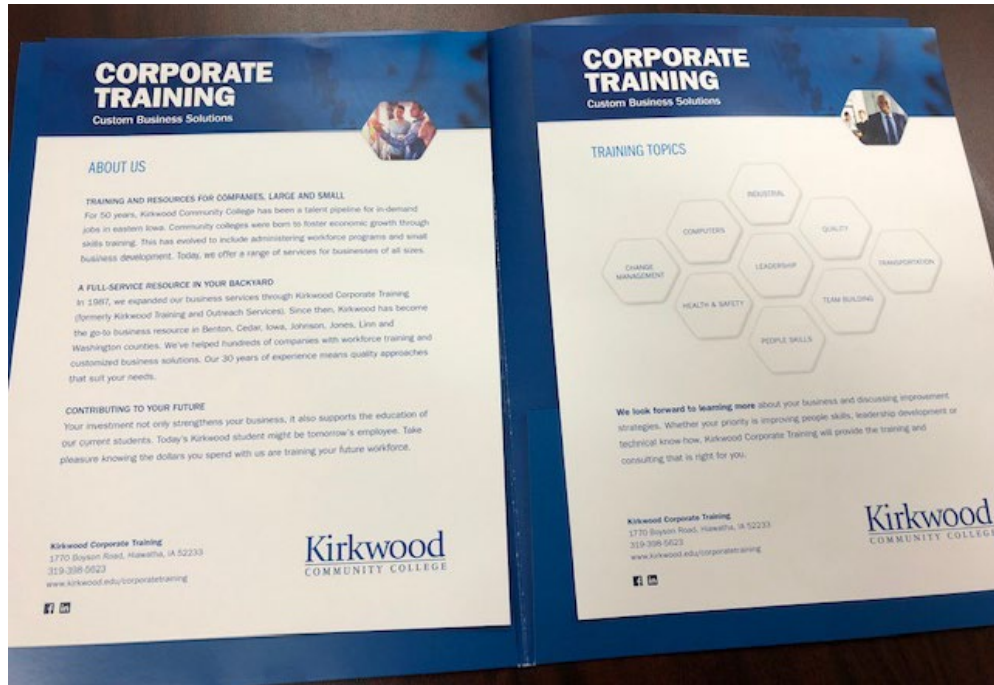 CORPORATE
TRAINING
Custom Business Solutions
ABOUT US
TRAINING AND RESOURCES FOR COMPANIES, LARGE AND SMALL
For 50 years, Kirkwood Community College has been a talent pipeline for in-demand
jobs in eastern Iowa. Community colleges were born to foster economic growth through
skills training. This has evolved to include administering workforce programs and small
business development. Today, we offer a range of services for businesses of all sizes.
A FULL-SERVICE RESOURCE IN YOUR BACKYARD
In 1987, we expanded our business services through Kirkwood Corporate Training
(formerly Kirkwood Training and Outreach Services). Since then, Kirkwood has become
the go-to business resource in Benton, Cedar, Iowa, Johnson, Jones, Linn and
Washington counties. We've helped hundreds of companies with workforce training and
customized business solutions. Our 30 years of experience means quality approaches
that suit your needs.
CONTRIBUTING TO YOUR FUTURE
Your investment not only strengthens your business, it also supports the education of
our current students. Today's Kirkwood student might be tomorrow's employee. Take
pleasure knowing the dollars you spend with us are training your future workforce.
Kirkwood Corporate Training
1770 Boyson Road, Hiawatha, IA 52233
319-398-5623
www.kirkwood.edu/corporatetraining
Kirkwood
COMMUNITY COLLEGE
CORPORATE
TRAINING
Custom Business Solutions
TRAINING TOPICS
INDUSTRIAL
COMPUTERS
QUALITY
CHANGE
MANAGEMENT
LEADERSHIP
TRANSPORTATION
HEALTH & SAFETY
TEAM BUILDING
PEOPLE SKILLS
We look forward to learning more about your business and discussing improvement
strategies. Whether your priority is improving people skills, leadership development or
technical know-how, Kirkwood Corporate Training will provide the training and
consulting that is right for you.
Kirkwood Corporate Training
1770 Boyson Road, Hiawatha, IA 52233
319-398-5623
www.kirkwood.edu/corporatetraining
Kirkwood
COMMUNITY COLLEGE